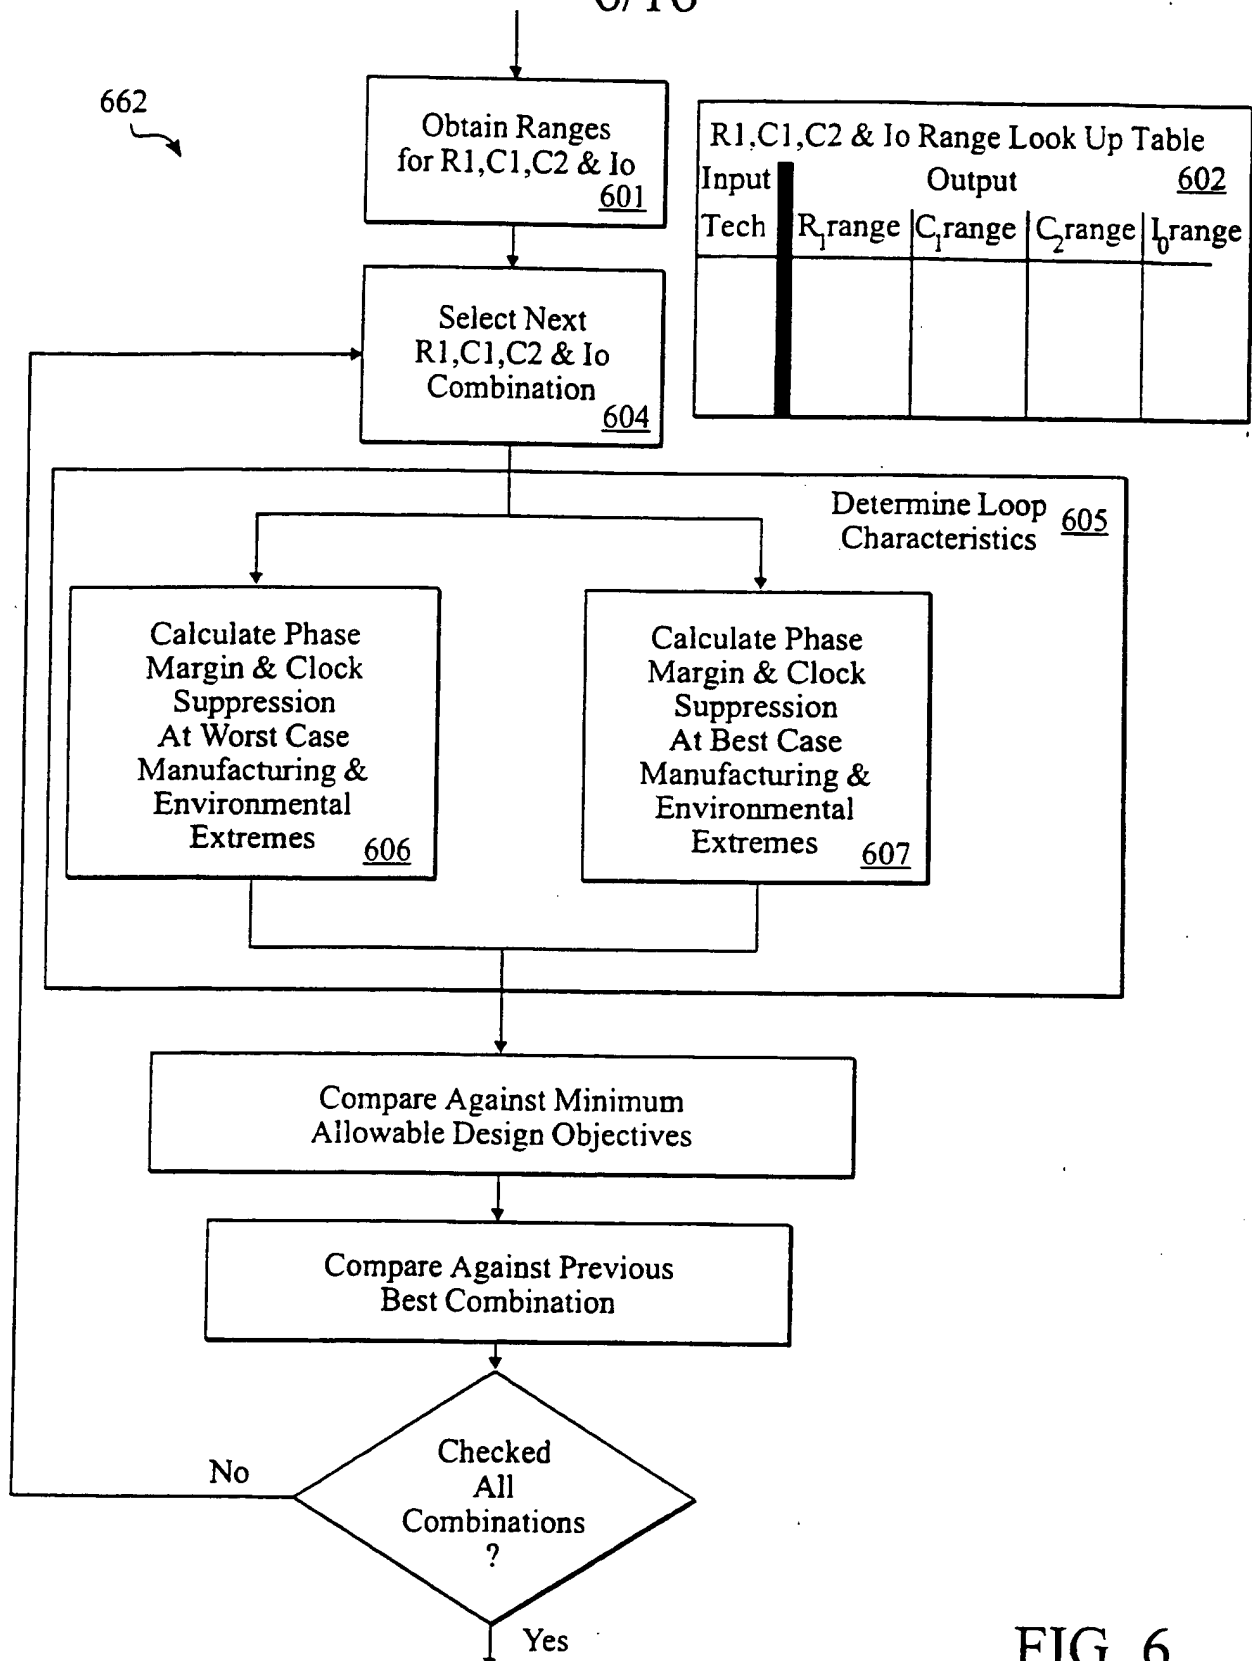 6/16
662
Obtain Ranges
for R1,C1,C2 & Io
601
R1,C1,C2 & Io Range Look Up Table
Input Output 602
Tech R1range C1range C2range I0range
Select Next
R1,C1,C2 & Io
Combination
604
Determine Loop
Characteristics
605
Calculate Phase
Margin & Clock
Suppression
At Worst Case
Manufacturing &
Environmental
Extremes
606
Calculate Phase
Margin & Clock
Suppression
At Best Case
Manufacturing &
Environmental
Extremes
607
Compare Against Minimum
Allowable Design Objectives
Compare Against Previous
Best Combination
Checked
All
Combinations
?
No
Yes
FIG. 6